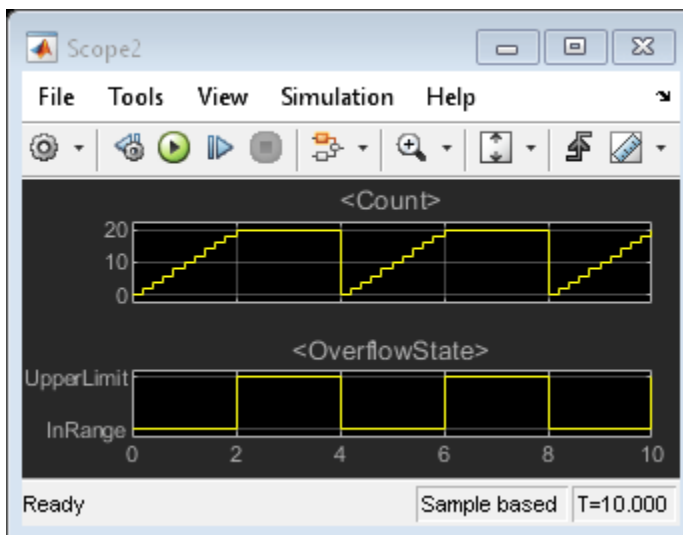 Scope2
File Tools View Simulation Help
<Count>
20
10
0
<OverflowState>
UpperLimit
InRange
0 2 4 6 8 10
Ready Sample based T=10.000